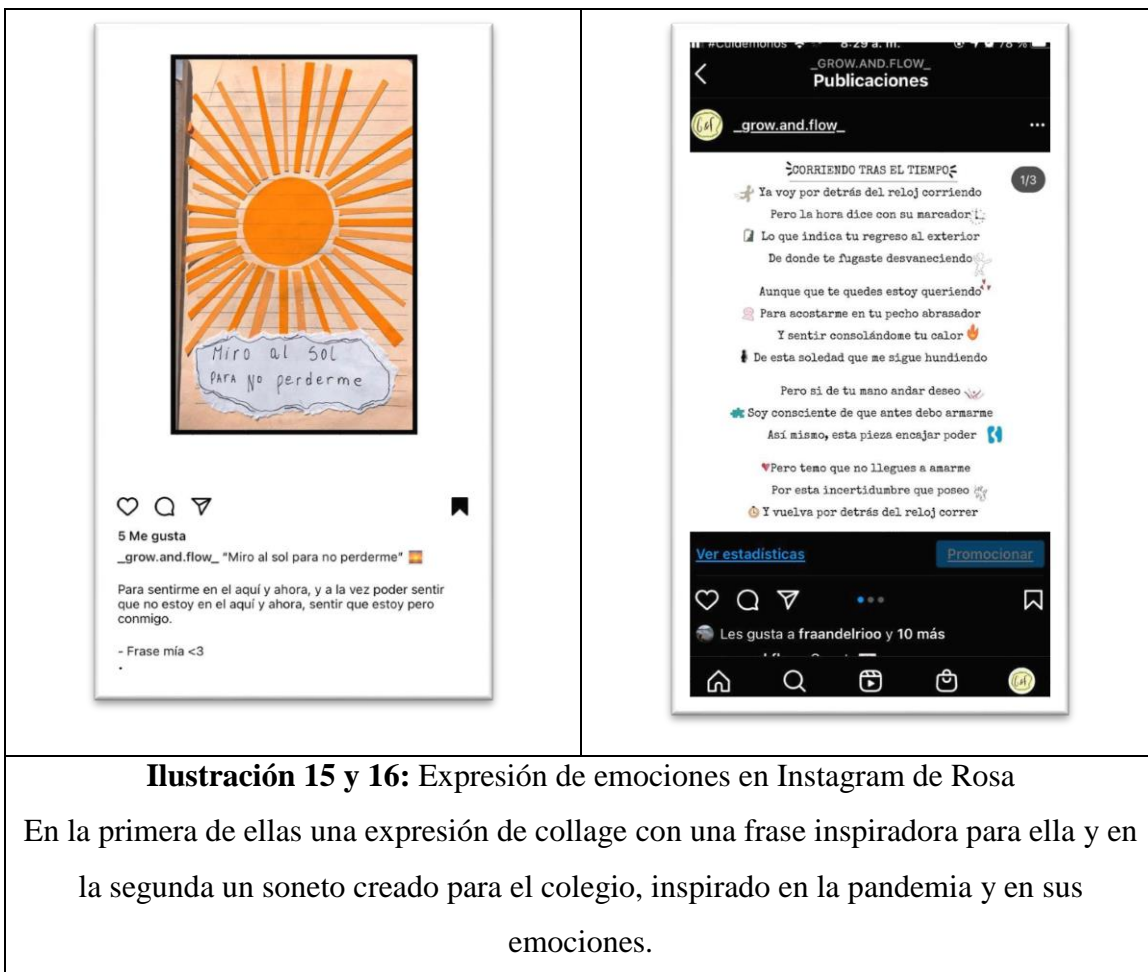 Miro al sol
PARA No perderme
5 Me gusta
_grow.and.flow_ "Miro al sol para no perderme"
Para sentirme en el aquí y ahora, y a la vez poder sentir
que no estoy en el aquí y ahora, sentir que estoy pero
conmigo.
- Frase mía <3
.
#Cuidemonos 8:29 a. m. 78 %
_GROW.AND.FLOW_
Publicaciones
_grow.and.flow_
1/3
CORRIENDO TRAS EL TIEMPO
Ya voy por detrás del reloj corriendo
Pero la hora dice con su marcador
Lo que indica tu regreso al exterior
De donde te fugaste desvaneciendo
Aunque que te quedes estoy queriendo
Para acostarme en tu pecho abrasador
Y sentir consolándome tu calor
De esta soledad que me sigue hundiendo
Pero si de tu mano andar deseo
Soy consciente de que antes debo armarme
Así mismo, esta pieza encajar poder
Pero temo que no llegues a amarme
Por esta incertidumbre que poseo
Y vuelva por detrás del reloj correr
Ver estadísticas
Promocionar
Les gusta a fraandelrioo y 10 más
Ilustración 15 y 16: Expresión de emociones en Instagram de Rosa
En la primera de ellas una expresión de collage con una frase inspiradora para ella y en
la segunda un soneto creado para el colegio, inspirado en la pandemia y en sus
emociones.